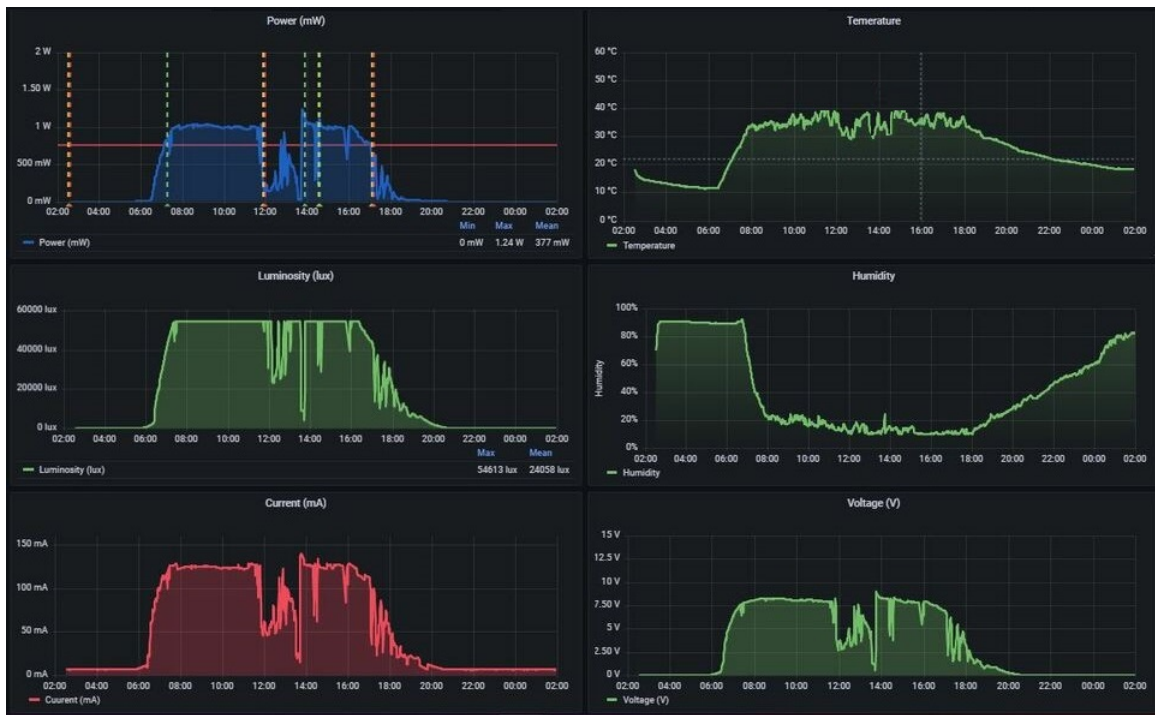 Power (mW)
2 W
1.50 W
1 W
500 mW
0 mW
02:00 04:00 06:00 08:00 10:00 12:00 14:00 16:00 18:00 20:00 22:00 00:00 02:00
Min Max Mean
Power (mW) 0 mW 1.24 W 377 mW
Temerature
60 °C
50 °C
40 °C
30 °C
20 °C
10 °C
0 °C
02:00 04:00 06:00 08:00 10:00 12:00 14:00 16:00 18:00 20:00 22:00 00:00 02:00
Temperature
Luminosity (lux)
60000 lux
40000 lux
20000 lux
0 lux
02:00 04:00 06:00 08:00 10:00 12:00 14:00 16:00 18:00 20:00 22:00 00:00 02:00
Max Mean
Luminosity (lux) 54613 lux 24058 lux
Humidity
Humidity
100%
80%
60%
40%
20%
0%
02:00 04:00 06:00 08:00 10:00 12:00 14:00 16:00 18:00 20:00 22:00 00:00 02:00
Humidity
Current (mA)
150 mA
100 mA
50 mA
0 mA
02:00 04:00 06:00 08:00 10:00 12:00 14:00 16:00 18:00 20:00 22:00 00:00 02:00
Cuurent (mA)
Voltage (V)
15 V
12.5 V
10 V
7.50 V
5 V
2.50 V
0 V
02:00 04:00 06:00 08:00 10:00 12:00 14:00 16:00 18:00 20:00 22:00 00:00 02:00
Voltage (V)